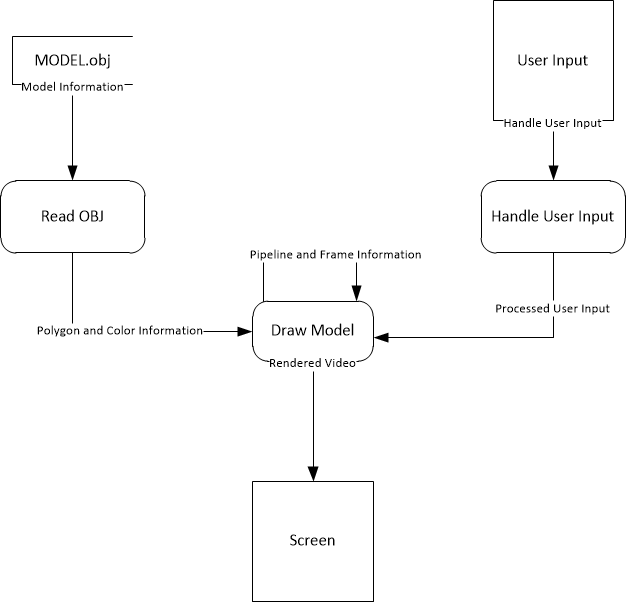 MODEL.obj
User Input
Model Information
Handle User Input
Read OBJ
Handle User Input
Pipeline and Frame Information
Processed User Input
Polygon and Color Information
Draw Model
Rendered Video
Screen